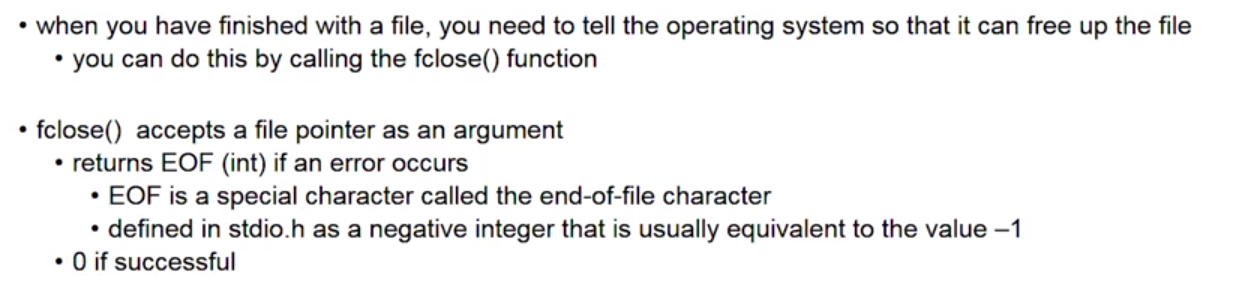 • when you have finished with a file, you need to tell the operating system so that it can free up the file
• you can do this by calling the fclose() function
• fclose() accepts a file pointer as an argument
• returns EOF (int) if an error occurs
• EOF is a special character called the end-of-file character
• defined in stdio.h as a negative integer that is usually equivalent to the value –1
• 0 if successful